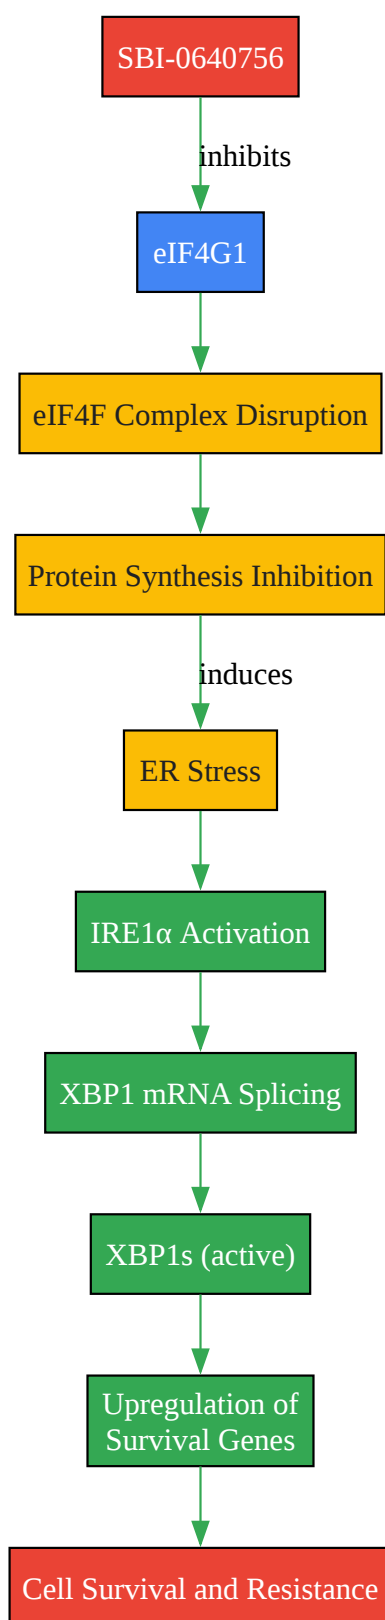 SBI-0640756
inhibits
eIF4G1
eIF4F Complex Disruption
Protein Synthesis Inhibition
induces
ER Stress
IRE1α Activation
XBP1 mRNA Splicing
XBP1s (active)
Upregulation of
Survival Genes
Cell Survival and Resistance